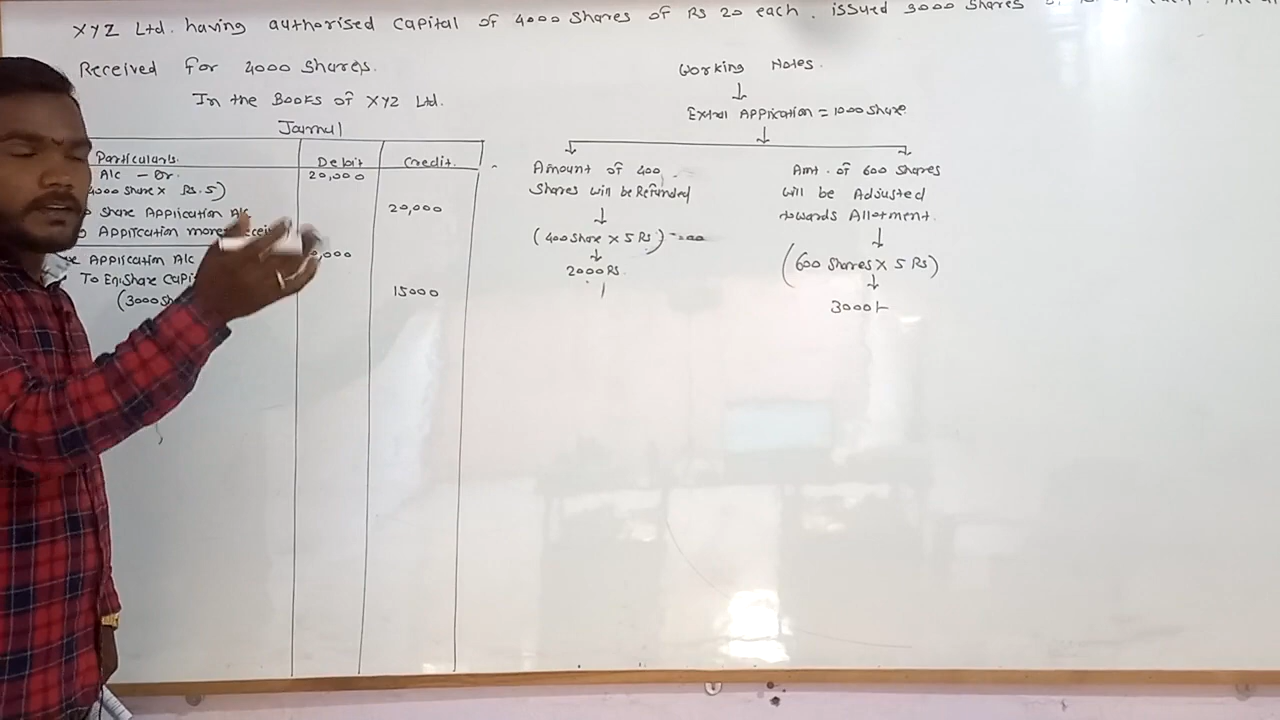 XYZ Ltd. having authorised capital of 4000 Shares of Rs 20 each. issued 3000 Shares
Received for 4000 Shares.
In the Books of XYZ Ltd.
Journal
Particulars Debit Credit.
A/c - Dr. 20,000
4000 Share x Rs. 5)
Share Application A/c 20,000
Application money
Application A/c 0,000
To Eq. Share Capi 15000
(3000 Sh
Working Notes.
Extra Application = 1000 Share.
Amount of 400
Shares will be Refunded
(400 Share x 5 Rs)
2000 RS.
Amt. of 600 Shares
will be Adjusted
towards Allotment.
(600 Shares x 5 Rs)
3000/-